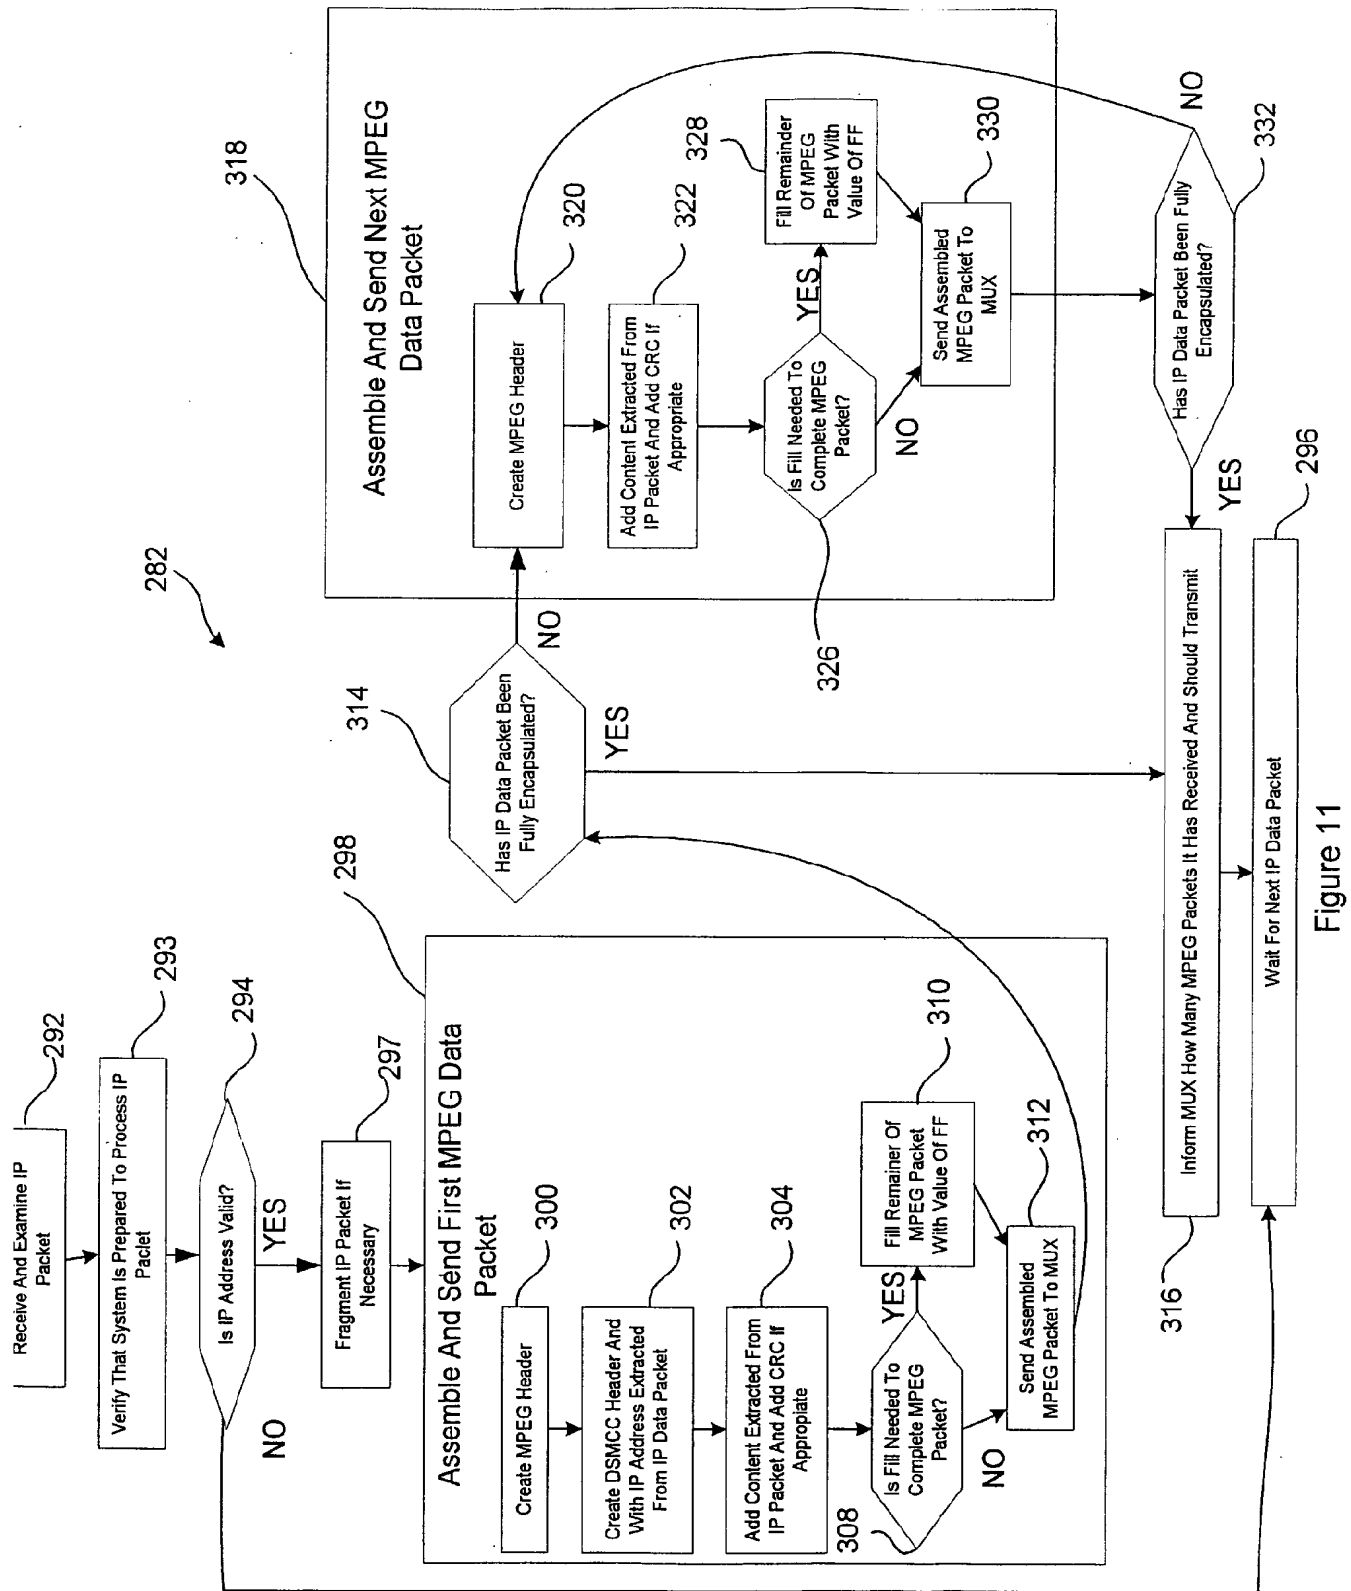 282
Receive And Examine IP
Packet
292
Verify That System Is Prepared To Process IP
Paclet
293
Is IP Address Valid?
294
NO
YES
Fragment IP Packet If
Necessary
297
298
Assemble And Send First MPEG Data
Packet
Create MPEG Header
300
Create DSMCC Header And
With IP Address Extracted
From IP Data Packet
302
Add Content Extracted From
IP Packet And Add CRC If
Appropiate
304
Is Fill Needed To
Complete MPEG
Packet?
308
YES
NO
Fill Remainer Of
MPEG Packet
With Value Of FF
310
Send Assembled
MPEG Packet To MUX
312
314
Has IP Data Packet Been
Fully Encapsulated?
NO
YES
318
Assemble And Send Next MPEG
Data Packet
Create MPEG Header
320
Add Content Extracted From
IP Packet And Add CRC If
Appropriate
322
Is Fill Needed To
Complete MPEG
Packet?
326
YES
NO
Fill Remainder
Of MPEG
Packet With
Value Of FF
328
Send Assembled
MPEG Packet To
MUX
330
Has IP Data Packet Been Fully
Encapsulated?
332
NO
YES
Inform MUX How Many MPEG Packets It Has Received And Should Transmit
316
Wait For Next IP Data Packet
296
Figure 11